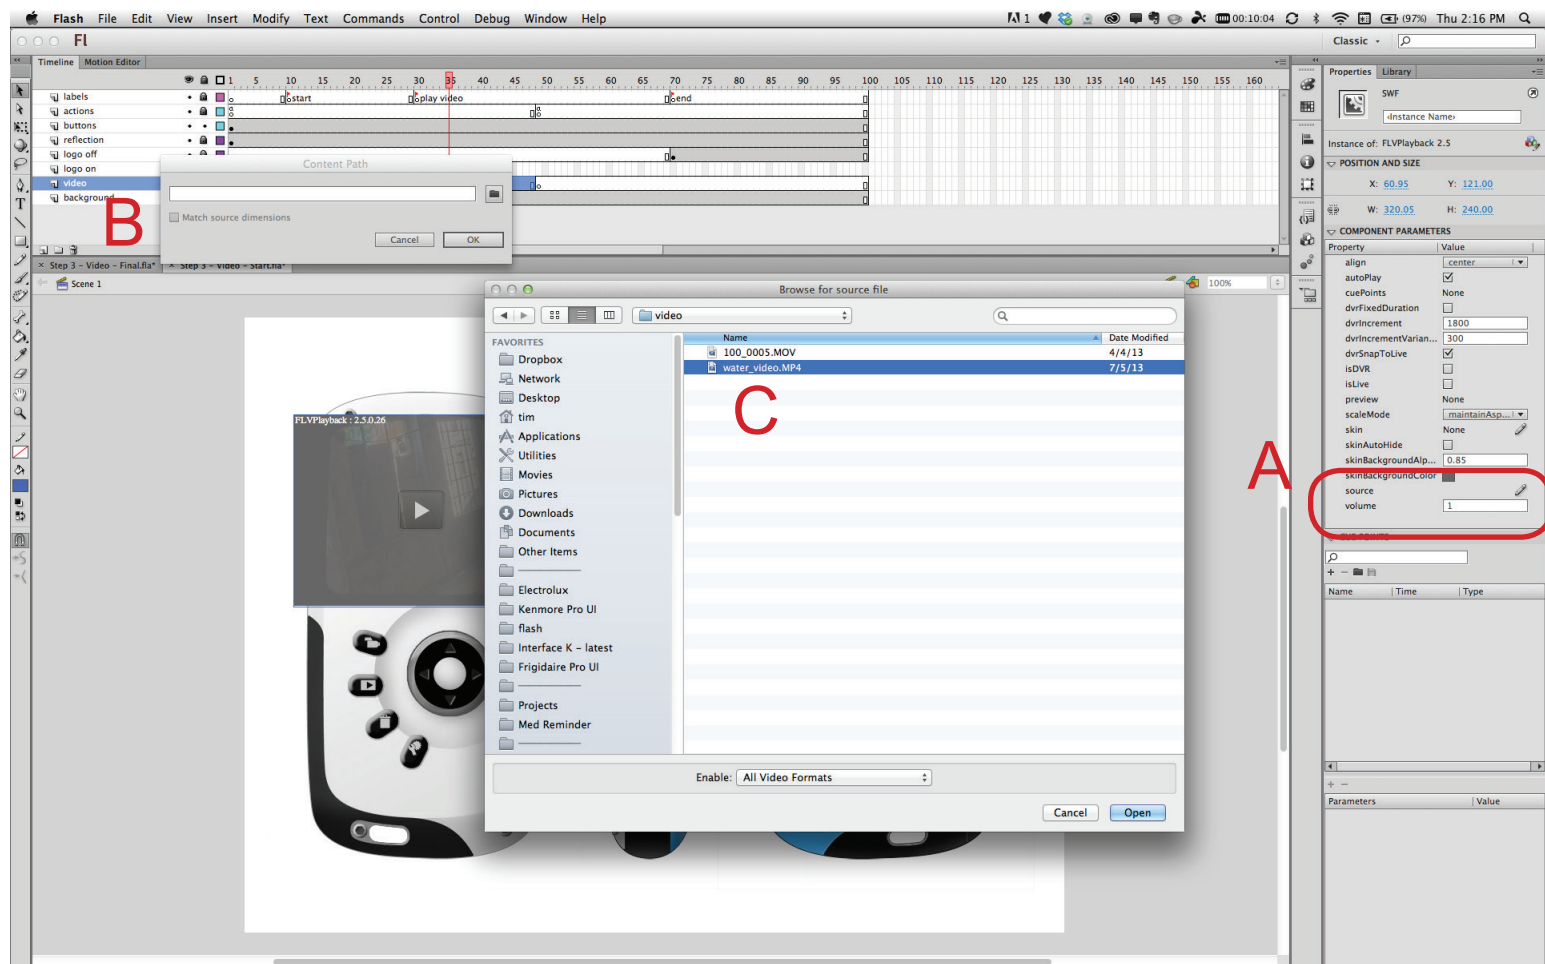 Flash File Edit View Insert Modify Text Commands Control Debug Window Help
1 00:10:04 (97%) Thu 2:16 PM
Fl
Classic
Timeline Motion Editor
1 5 10 15 20 25 30 35 40 45 50 55 60 65 70 75 80 85 90 95 100 105 110 115 120 125 130 135 140 145 150 155 160
labels
start play video end
actions
buttons
reflection
logo off
logo on
video
background
Content Path
Match source dimensions
Cancel OK
B
Step 3 - Video - Final.fla* Step 3 - Video - Start.fla*
Scene 1
100%
FLVPlayback : 2.5.0.26
Browse for source file
video
FAVORITES
Dropbox
Network
Desktop
tim
Applications
Utilities
Movies
Pictures
Downloads
Documents
Other Items
Electrolux
Kenmore Pro UI
flash
Interface K - latest
Frigidaire Pro UI
Projects
Med Reminder
Name Date Modified
100_0005.MOV 4/4/13
water_video.MP4 7/5/13
C
Enable: All Video Formats
Cancel Open
A
Properties Library
SWF
<Instance Name>
Instance of: FLVPlayback 2.5
POSITION AND SIZE
X: 60.95 Y: 121.00
W: 320.05 H: 240.00
COMPONENT PARAMETERS
Property Value
align center
autoPlay
cuePoints None
dvrFixedDuration
dvrIncrement 1800
dvrIncrementVarian... 300
dvrSnapToLive
isDVR
isLive
preview None
scaleMode maintainAsp...
skin None
skinAutoHide
skinBackgroundAlp... 0.85
skinBackgroundColor
source
volume 1
CUE POINTS
Name Time Type
Parameters Value